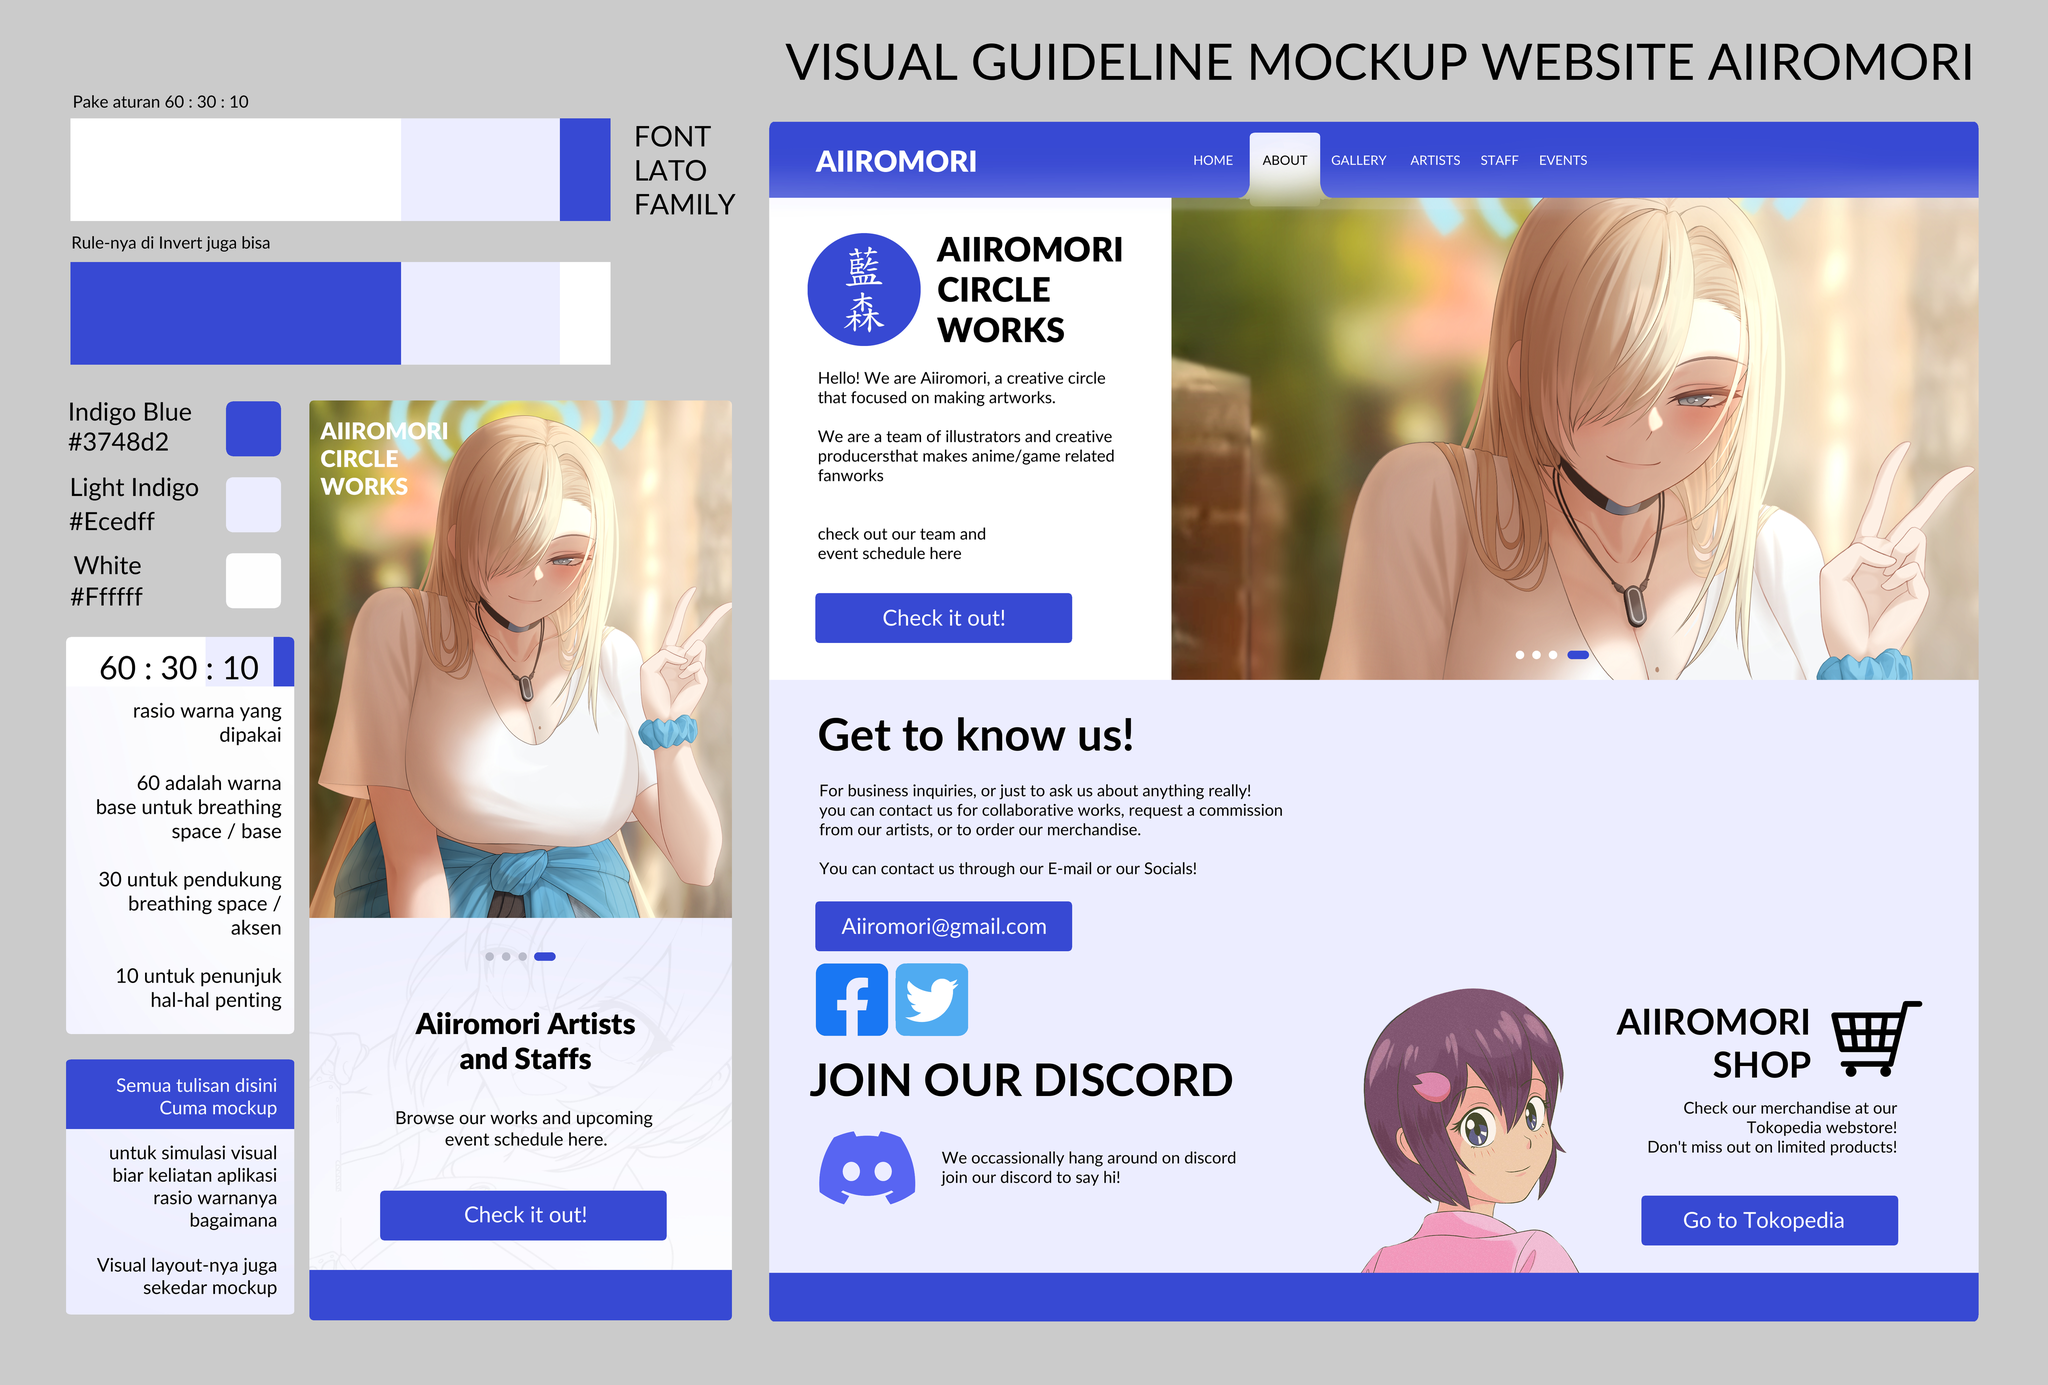 VISUAL GUIDELINE MOCKUP WEBSITE AIIROMORI
Pake aturan 60 : 30 : 10
FONT
LATO
FAMILY
Rule-nya di Invert juga bisa
Indigo Blue
#3748d2
Light Indigo
#Ecedff
White
#Ffffff
60 : 30 : 10
rasio warna yang
dipakai
60 adalah warna
base untuk breathing
space / base
30 untuk pendukung
breathing space /
aksen
10 untuk penunjuk
hal-hal penting
Semua tulisan disini
Cuma mockup
untuk simulasi visual
biar keliatan aplikasi
rasio warnanya
bagaimana
Visual layout-nya juga
sekedar mockup
AIIROMORI
CIRCLE
WORKS
Aiiromori Artists
and Staffs
Browse our works and upcoming
event schedule here.
Check it out!
AIIROMORI
HOME
ABOUT
GALLERY
ARTISTS
STAFF
EVENTS
藍
森
AIIROMORI
CIRCLE
WORKS
Hello! We are Aiiromori, a creative circle
that focused on making artworks.
We are a team of illustrators and creative
producersthat makes anime/game related
fanworks
check out our team and
event schedule here
Check it out!
Get to know us!
For business inquiries, or just to ask us about anything really!
you can contact us for collaborative works, request a commission
from our artists, or to order our merchandise.
You can contact us through our E-mail or our Socials!
Aiiromori@gmail.com
JOIN OUR DISCORD
We occassionally hang around on discord
join our discord to say hi!
AIIROMORI
SHOP
Check our merchandise at our
Tokopedia webstore!
Don't miss out on limited products!
Go to Tokopedia